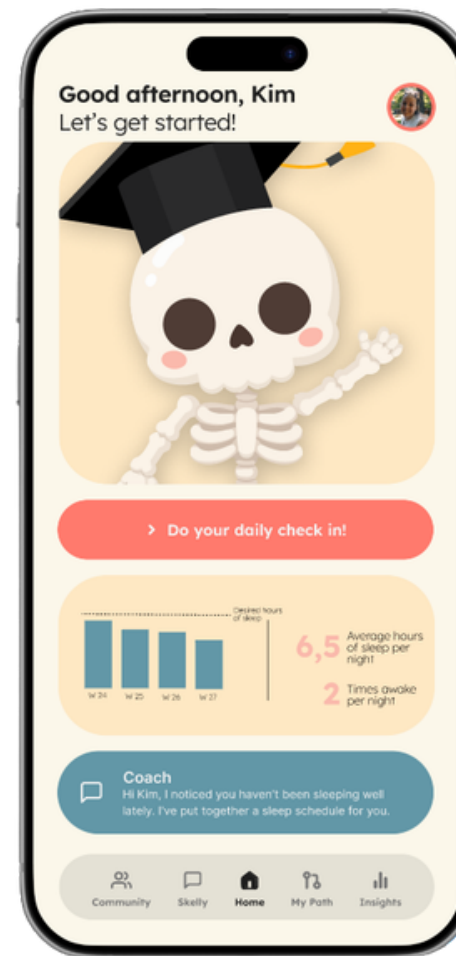 Good afternoon, Kim
Let's get started!
> Do your daily check in!
Desired hours
of sleep
W 24 W 25 W 26 W 27
6,5 Average hours
of sleep per
night
2 Times awake
per night
Coach
Hi Kim, I noticed you haven't been sleeping well
lately. I've put together a sleep schedule for you.
Community Skelly Home My Path Insights